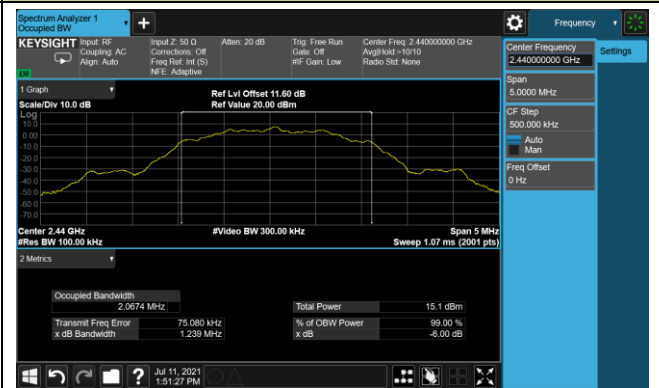 Spectrum Analyzer 1
Occupied BW
Frequency
KEYSIGHT
Input: RF
Coupling: AC
Align: Auto
Input Z: 50 Ω
Corrections: Off
Freq Ref: Int (S)
NFE: Adaptive
Atten: 20 dB
Trig: Free Run
Gate: Off
#IF Gain: Low
Center Freq: 2.440000000 GHz
Avg|Hold:>10/10
Radio Std: None
Center Frequency
2.440000000 GHz
Settings
Span
5.0000 MHz
CF Step
500.000 kHz
Auto
Man
Freq Offset
0 Hz
1 Graph
Scale/Div 10.0 dB
Ref Lvl Offset 11.60 dB
Ref Value 20.00 dBm
Log
10.0
0.00
-10.0
-20.0
-30.0
-40.0
-50.0
-60.0
-70.0
Center 2.44 GHz
#Video BW 300.00 kHz
Span 5 MHz
#Res BW 100.00 kHz
Sweep 1.07 ms (2001 pts)
2 Metrics
Occupied Bandwidth
2.0674 MHz
Total Power 15.1 dBm
Transmit Freq Error 75.080 kHz
% of OBW Power 99.00 %
x dB Bandwidth 1.239 MHz
x dB -6.00 dB
?
Jul 11, 2021
1:51:27 PM